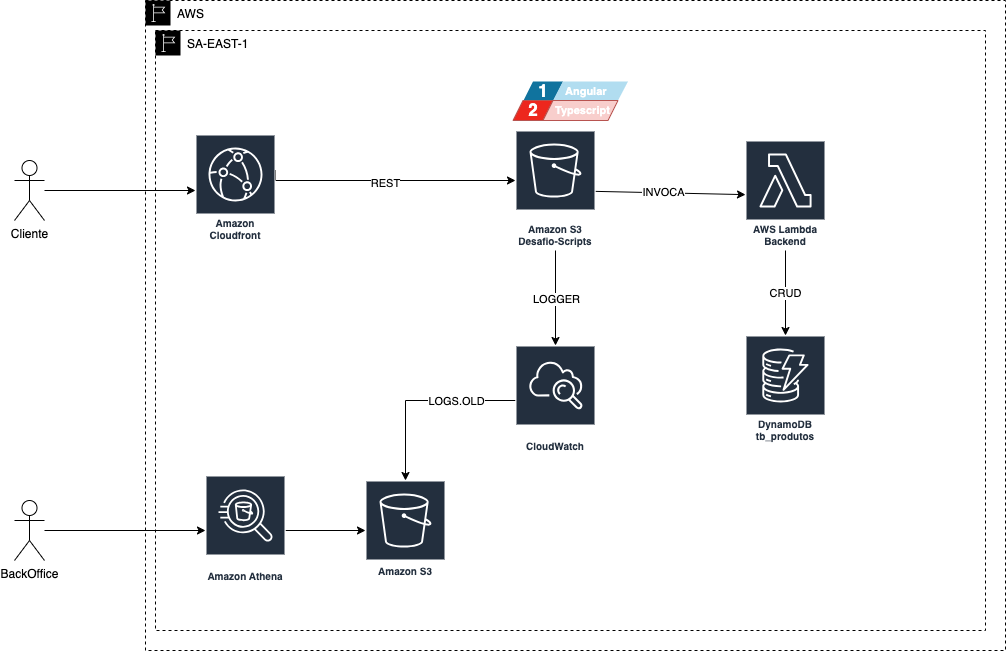 AWS
SA-EAST-1
1 Angular
2 Typescript
Cliente
Amazon
Cloudfront
REST
Amazon S3
Desafio-Scripts
INVOCA
AWS Lambda
Backend
LOGGER
CRUD
CloudWatch
DynamoDB
tb_produtos
LOGS.OLD
BackOffice
Amazon Athena
Amazon S3